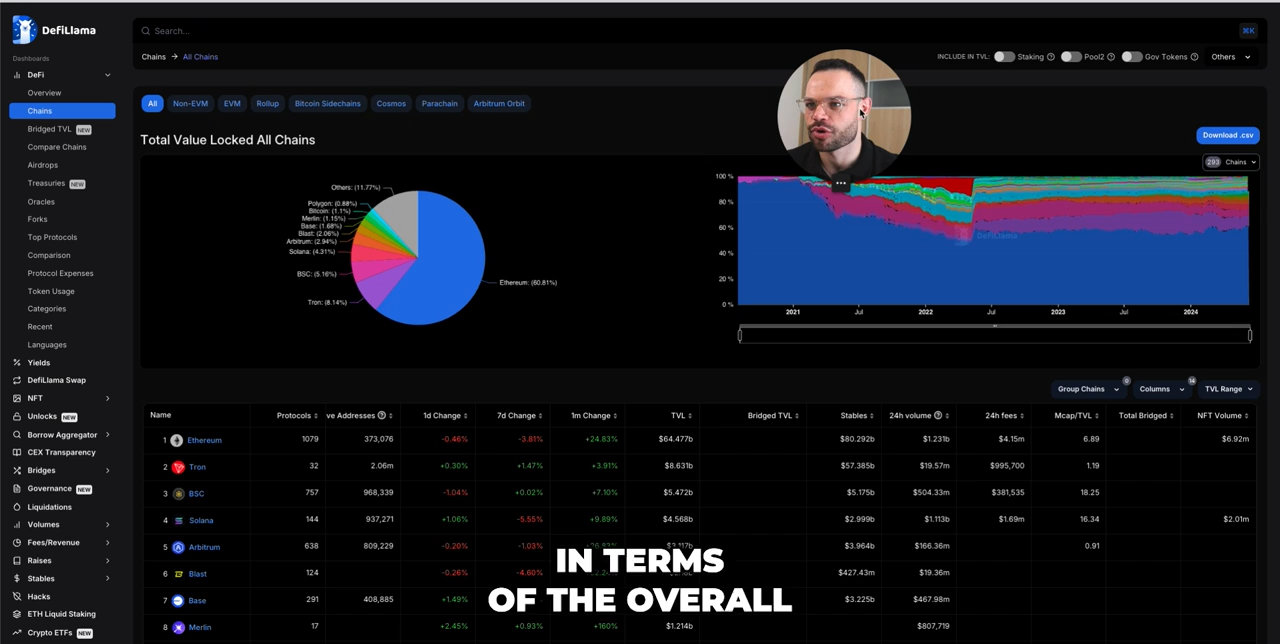 DefiLlama
Search...
⌘K
Dashboards
DeFi
Overview
Chains
Bridged TVL NEW
Compare Chains
Airdrops
Treasuries NEW
Oracles
Forks
Top Protocols
Comparison
Protocol Expenses
Token Usage
Categories
Recent
Languages
Yields
DefiLlama Swap
NFT
Unlocks NEW
Borrow Aggregator
CEX Transparency
Bridges
Governance NEW
Liquidations
Volumes
Fees/Revenue
Raises
Stables
Hacks
ETH Liquid Staking
Crypto ETFs NEW
Chains → All Chains
INCLUDE IN TVL: Staking Pool2 Gov Tokens Others
All Non-EVM EVM Rollup Bitcoin Sidechains Cosmos Parachain Arbitrum Orbit
Total Value Locked All Chains
Download .csv
293 Chains
Others: (11.77%)
Polygon: (0.88%)
Bitcoin: (1.1%)
Merlin: (1.15%)
Base: (1.68%)
Blast: (2.06%)
Arbitrum: (2.94%)
Solana: (4.31%)
BSC: (5.16%)
Tron: (8.14%)
Ethereum: (60.81%)
100 %
80 %
60 %
40 %
20 %
0 %
DefiLlama
2021 Jul 2022 Jul 2023 Jul 2024
Group Chains 0 Columns 14 TVL Range
Name Protocols ve Addresses 1d Change 7d Change 1m Change TVL Bridged TVL Stables 24h volume 24h fees Mcap/TVL Total Bridged NFT Volume
1 Ethereum 1079 373,076 -0.46% -3.81% +24.83% $64.477b $80.292b $1.231b $4.15m 6.89 $6.92m
2 Tron 32 2.06m +0.30% +1.47% +3.91% $8.631b $57.385b $19.57m $995,700 1.19
3 BSC 757 968,339 -1.04% +0.02% +7.10% $5.472b $5.175b $504.33m $381,535 18.25
4 Solana 144 937,271 +1.06% -5.55% +9.89% $4.568b $2.999b $1.113b $1.69m 16.34 $2.01m
5 Arbitrum 638 809,229 -0.20% -1.03% $3.964b $166.36m 0.91
6 Blast 124 -0.26% -4.60% $427.43m $19.36m
7 Base 291 408,885 +1.49% $3.225b $467.98m
8 Merlin 17 +2.45% +0.93% +160% $1.214b $807,719
IN TERMS
OF THE OVERALL